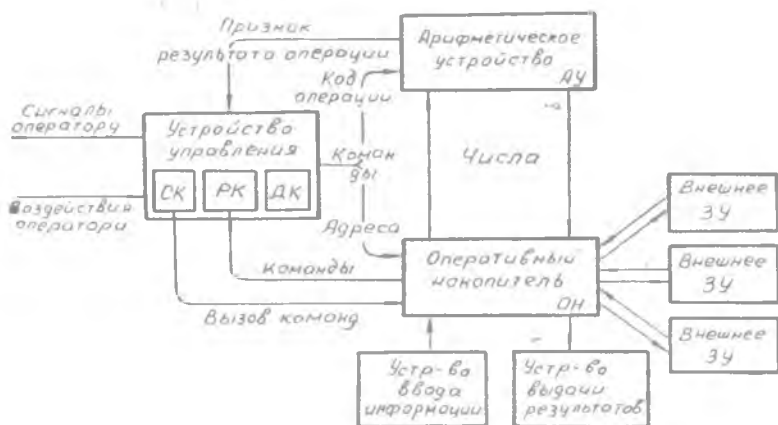 Признак
результата операции
Арифметическое
устройство
АУ
Код
операции
Сигналы
оператору
Устройство
управления
СК
РК
ДК
Коман
ды
Числа
Воздействия
оператори
Адреса
Внешнее
ЗУ
Оперативный
накопитель
ОН
Команды
Внешнее
ЗУ
Вызов команд
Внешнее
ЗУ
Устр-во
ввода
информации
Устр-во
выдачи
результатов